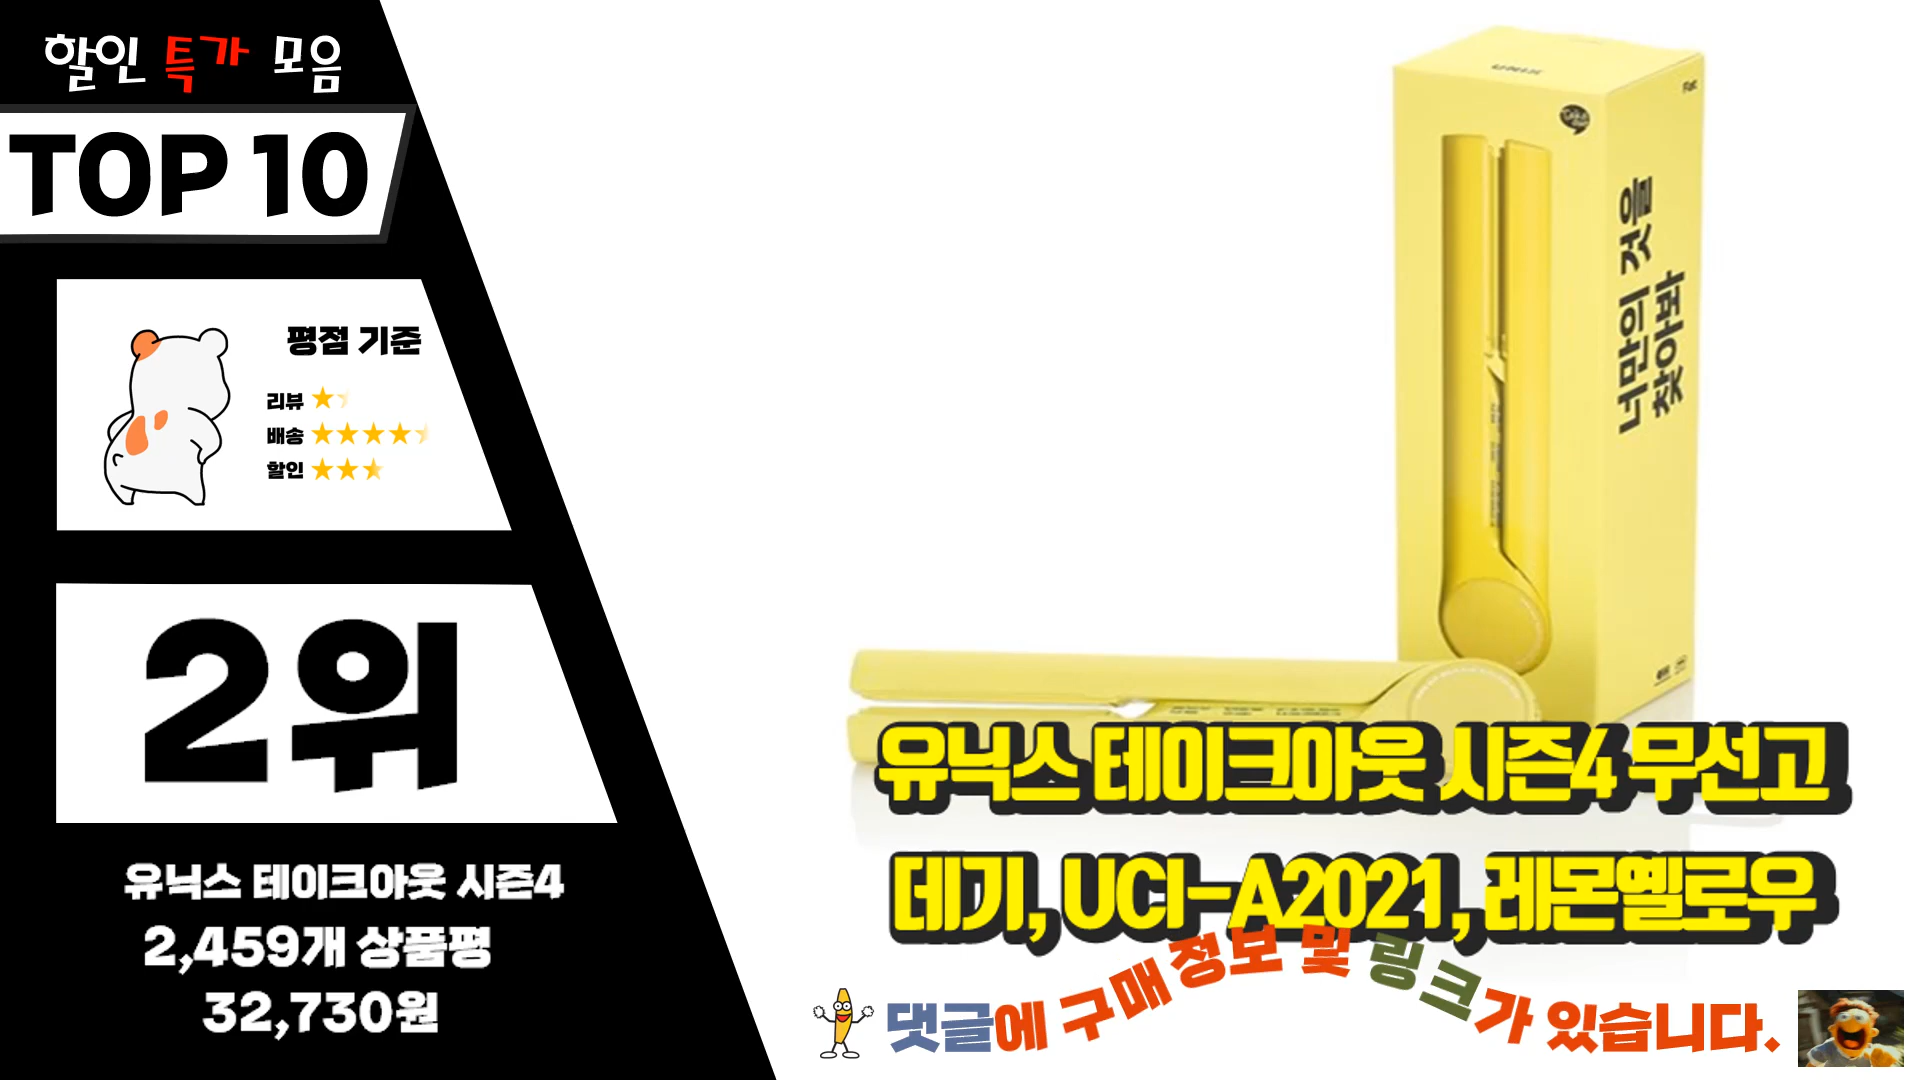 할인 특가 모음
TOP 10
평점 기준
리뷰
배송
할인
2위
유닉스 테이크아웃 시즌4
2,459개 상품평
32,730원
Flat
너만의 것을
찾아봐
유닉스 테이크아웃 시즌4 무선고
데기, UCI-A2021, 레몬옐로우
댓글에 구매 정보 및 링크가 있습니다.